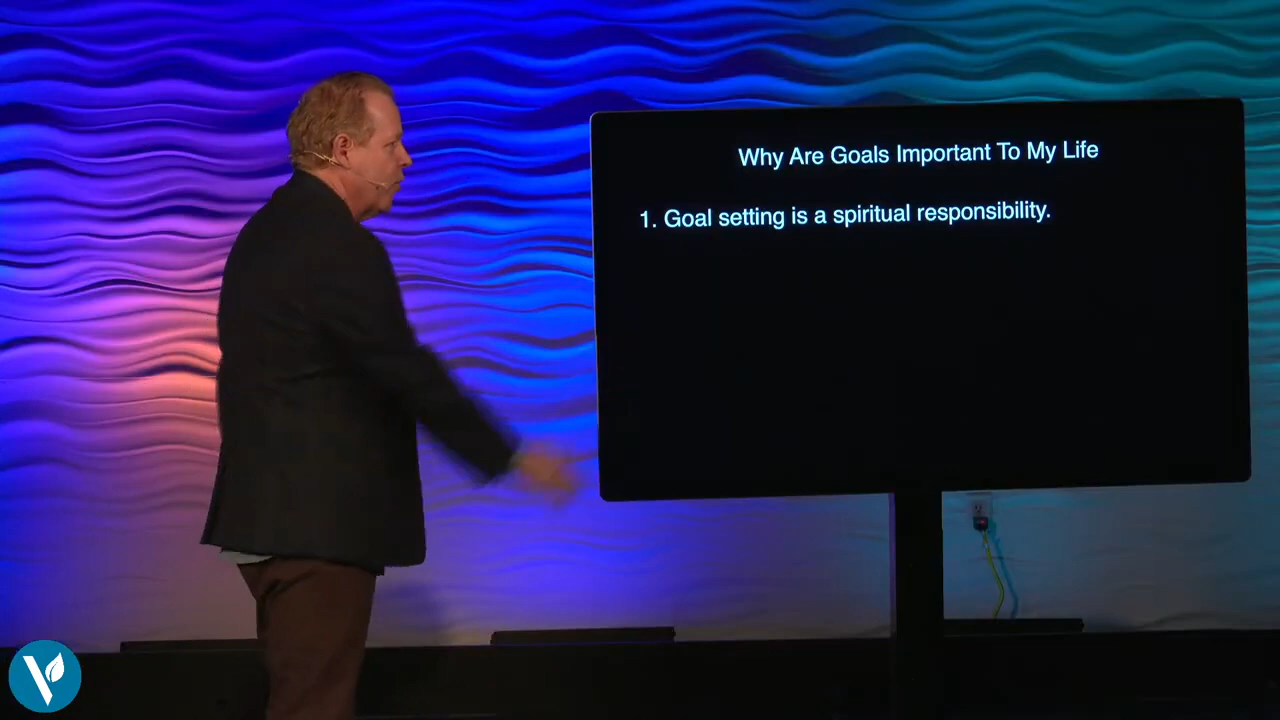 Why Are Goals Important To My Life
1. Goal setting is a spiritual responsibility.